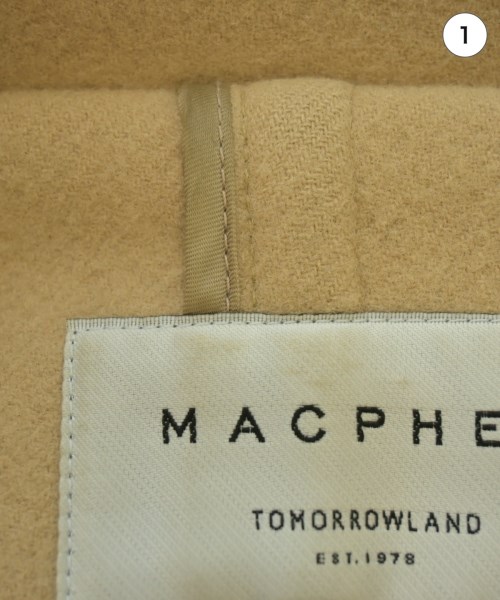 1
MACPHE
TOMORROWLAND
EST.1978